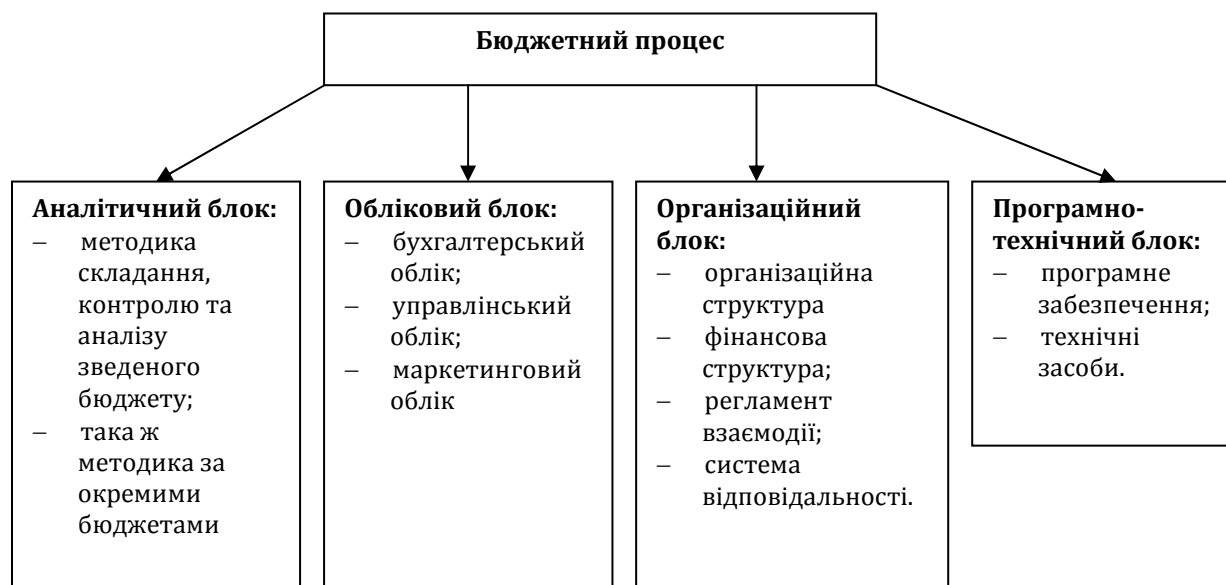 Бюджетний процес
Аналітичний блок:
– методика
складання,
контролю та
аналізу
зведеного
бюджету;
– така ж
методика за
окремими
бюджетами
Обліковий блок:
– бухгалтерський
облік;
– управлінський
облік;
– маркетинговий
облік
Організаційний
блок:
– організаційна
структура
– фінансова
структура;
– регламент
взаємодії;
– система
відповідальності.
Програмно-
технічний блок:
– програмне
забезпечення;
– технічні
засоби.